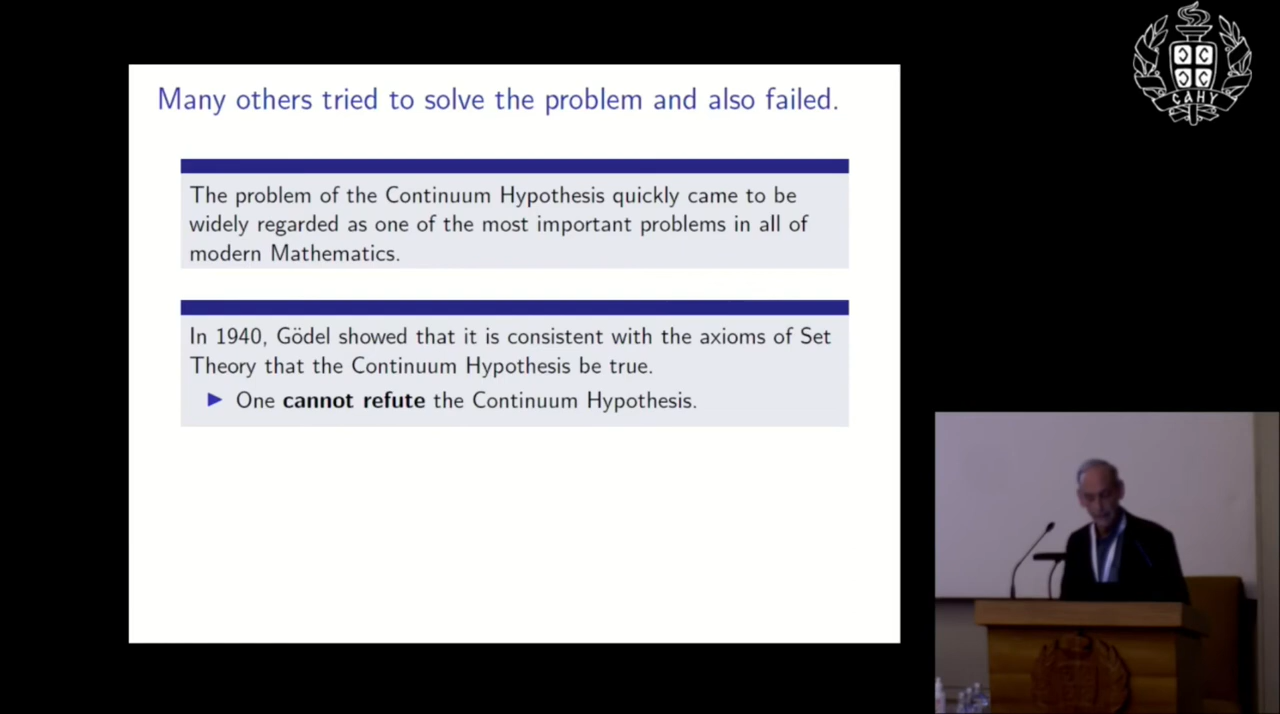 Many others tried to solve the problem and also failed.
The problem of the Continuum Hypothesis quickly came to be
widely regarded as one of the most important problems in all of
modern Mathematics.
In 1940, Gödel showed that it is consistent with the axioms of Set
Theory that the Continuum Hypothesis be true.
▶ One cannot refute the Continuum Hypothesis.
САНУ